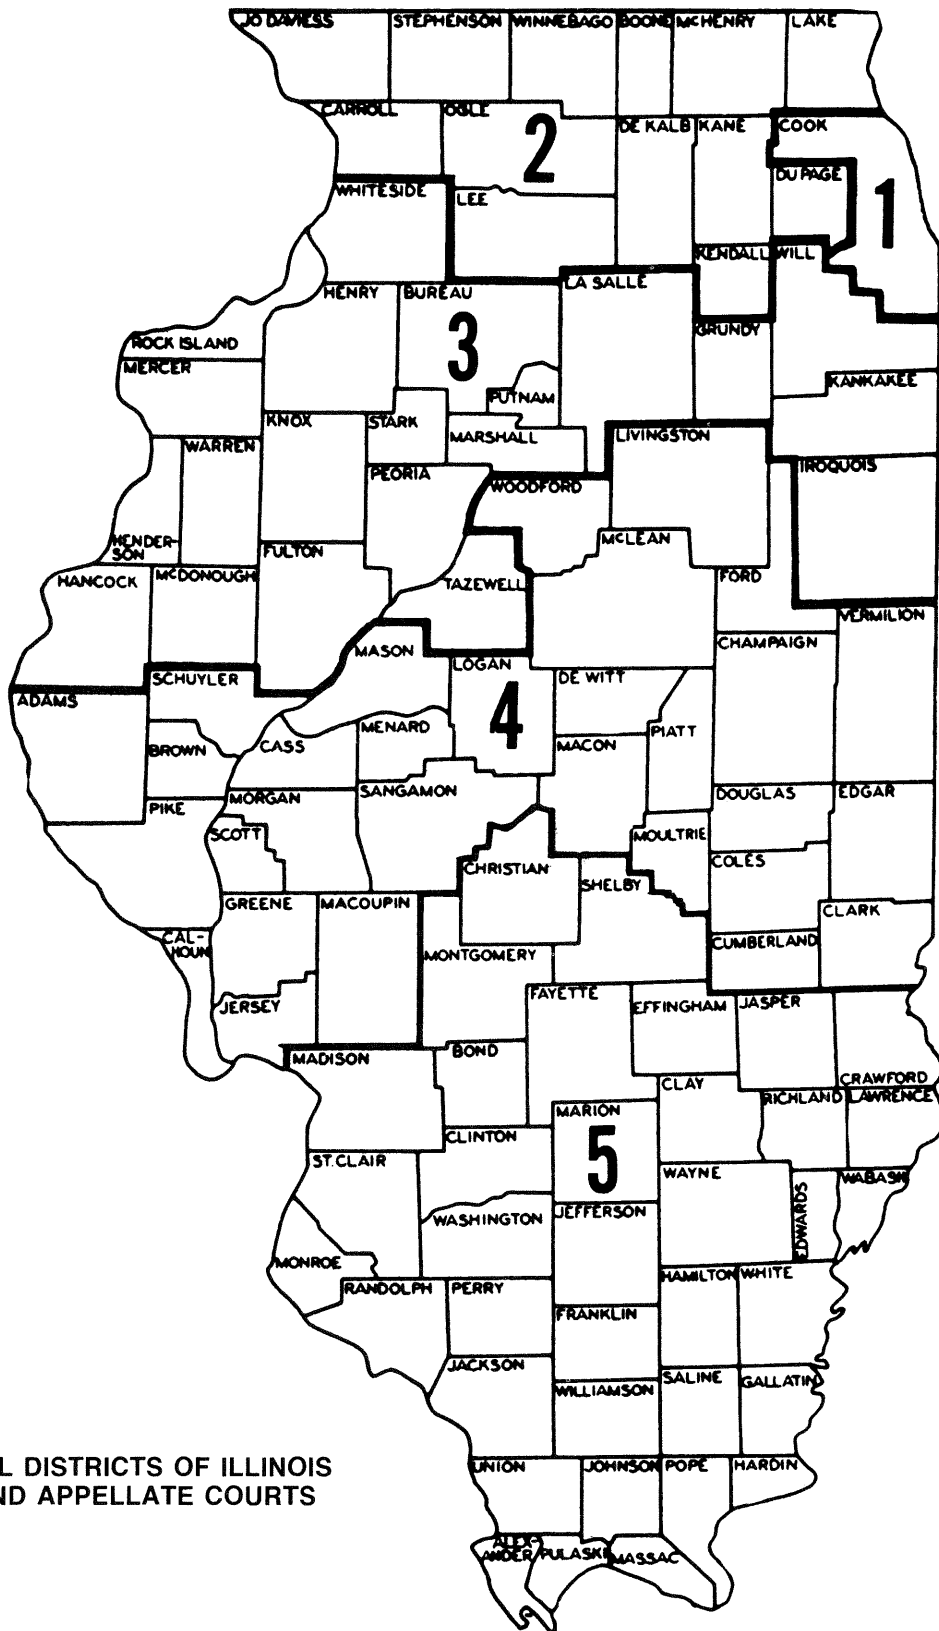 JO DAVIESS
STEPHENSON
WINNEBAGO
BOONE
McHENRY
LAKE
CARROLL
OGLE
2
DE KALB
KANE
COOK
WHITESIDE
LEE
DU PAGE
1
KENDALL
WILL
LA SALLE
HENRY
BUREAU
3
GRUNDY
ROCK ISLAND
MERCER
KANKAKEE
PUTNAM
KNOX
STARK
MARSHALL
LIVINGSTON
WARREN
PEORIA
WOODFORD
IROQUOIS
HENDER-
SON
FULTON
McLEAN
HANCOCK
McDONOUGH
TAZEWELL
FORD
VERMILION
MASON
CHAMPAIGN
ADAMS
SCHUYLER
LOGAN
DE WITT
4
MENARD
PIATT
BROWN
CASS
MACON
PIKE
MORGAN
SANGAMON
DOUGLAS
EDGAR
SCOTT
MOULTRIE
CHRISTIAN
SHELBY
COLES
GREENE
MACOUPIN
CLARK
CAL-
HOUN
MONTGOMERY
CUMBERLAND
JERSEY
FAYETTE
EFFINGHAM
JASPER
MADISON
BOND
CLAY
CRAWFORD
RICHLAND
LAWRENCE
MARION
CLINTON
5
ST. CLAIR
WAYNE
WABASH
EDWARDS
WASHINGTON
JEFFERSON
MONROE
RANDOLPH
PERRY
HAMILTON
WHITE
FRANKLIN
JACKSON
WILLIAMSON
SALINE
GALLATIN
UNION
JOHNSON
POPE
HARDIN
L DISTRICTS OF ILLINOIS
ND APPELLATE COURTS
ALEX-
ANDER
PULASKI
MASSAC